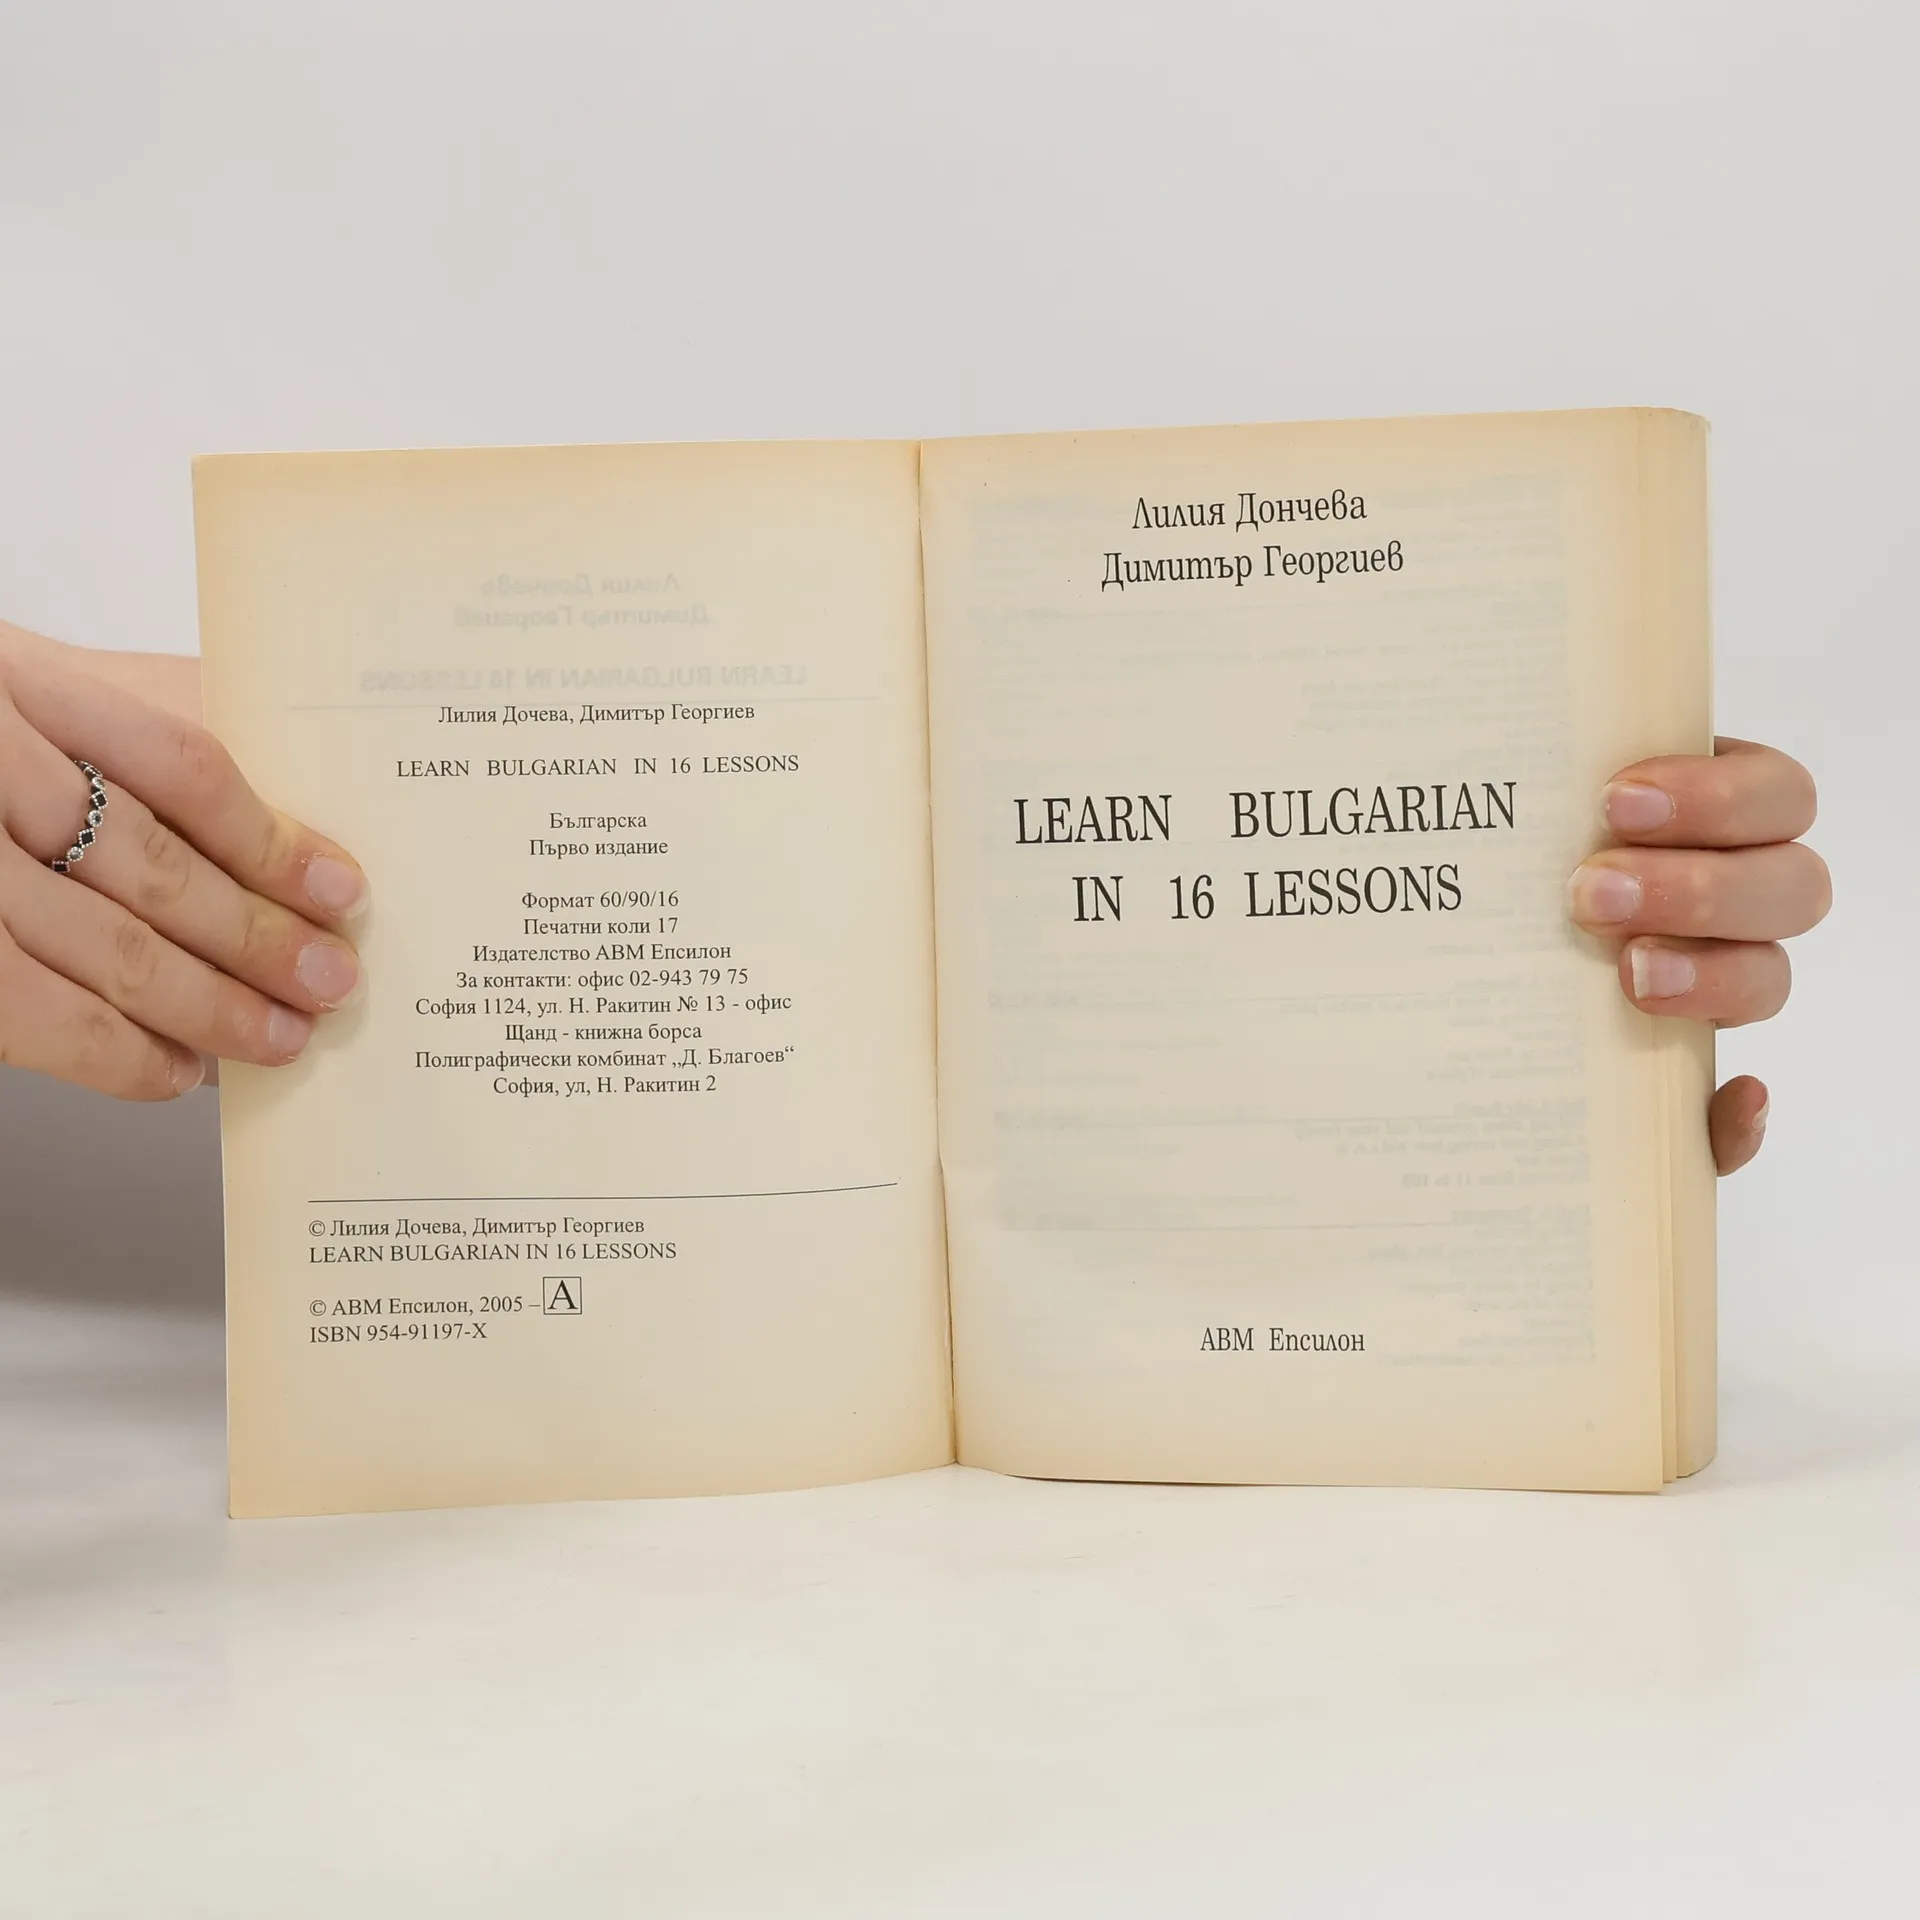 Лилия Дочева, Димитър Георгиев
LEARN BULGARIAN IN 16 LESSONS
Българска
Първо издание
Формат 60/90/16
Печатни коли 17
Издателство АВМ Епсилон
За контакти: офис 02-943 79 75
София 1124, ул. Н. Ракитин № 13 - офис
Щанд - книжна борса
Полиграфически комбинат „Д. Благоев“
София, ул, Н. Ракитин 2
© Лилия Дочева, Димитър Георгиев
LEARN BULGARIAN IN 16 LESSONS
© АВМ Епсилон, 2005 – А
ISBN 954-91197-X
Лилия Дончева
Димитър Георгиев
LEARN BULGARIAN
IN 16 LESSONS
АВМ Епсилон